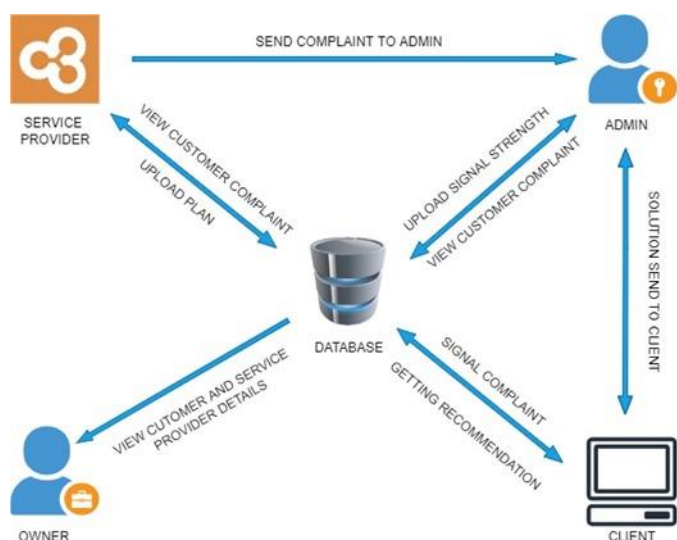 SEND COMPLAINT TO ADMIN
SERVICE
PROVIDER
ADMIN
VIEW CUSTOMER COMPLAINT
UPLOAD PLAN
UPLOAD SIGNAL STRENGTH
VIEW CUSTOMER COMPLAINT
SOLUTION SEND TO CLIENT
DATABASE
SIGNAL COMPLAINT
GETTING RECOMMENDATION
VIEW CUTOMER AND SERVICE
PROVIDER DETAILS
OWNER
CLIENT